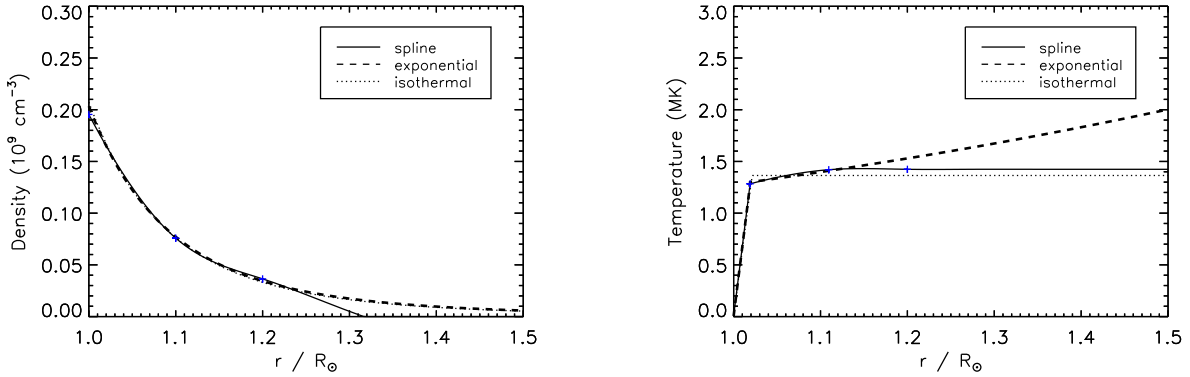 0.30
0.25
0.20
0.15
0.10
0.05
0.00
Density (10⁹ cm⁻³)
spline
exponential
isothermal
1.0 1.1 1.2 1.3 1.4 1.5
r / R⊙
3.0
2.5
2.0
1.5
1.0
0.5
0.0
Temperature (MK)
spline
exponential
isothermal
1.0 1.1 1.2 1.3 1.4 1.5
r / R⊙